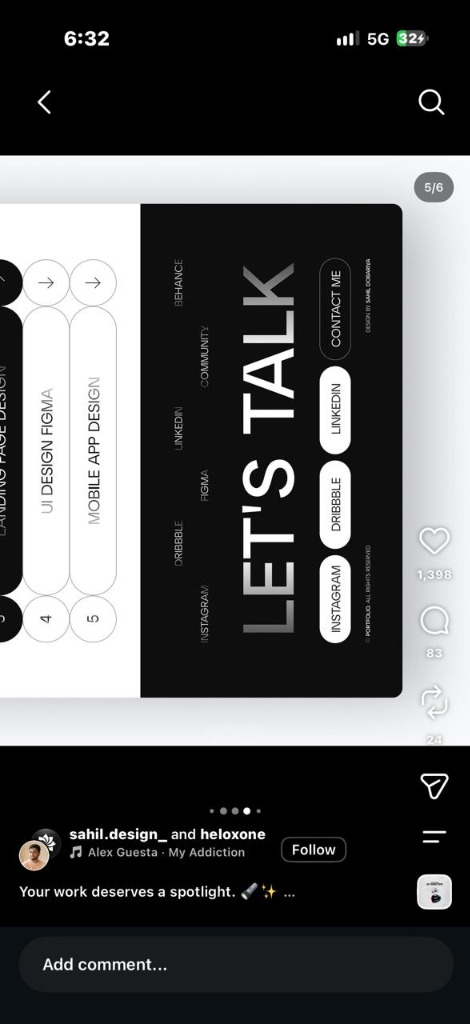 6:32
5G
32
5/6
LANDING PAGE DESIGN
3
UI DESIGN FIGMA
4
MOBILE APP DESIGN
5
BEHANCE
COMMUNITY
LINKEDIN
FIGMA
DRIBBBLE
INSTAGRAM
LET'S TALK
INSTAGRAM
DRIBBBLE
LINKEDIN
CONTACT ME
© PORTFOLIO. ALL RIGHTS RESERVED
DESIGN BY SAHIL DOBARIYA
1,398
83
24
sahil.design_ and heloxone
Alex Guesta · My Addiction
Follow
Your work deserves a spotlight. 🔦✨ ...
Add comment...